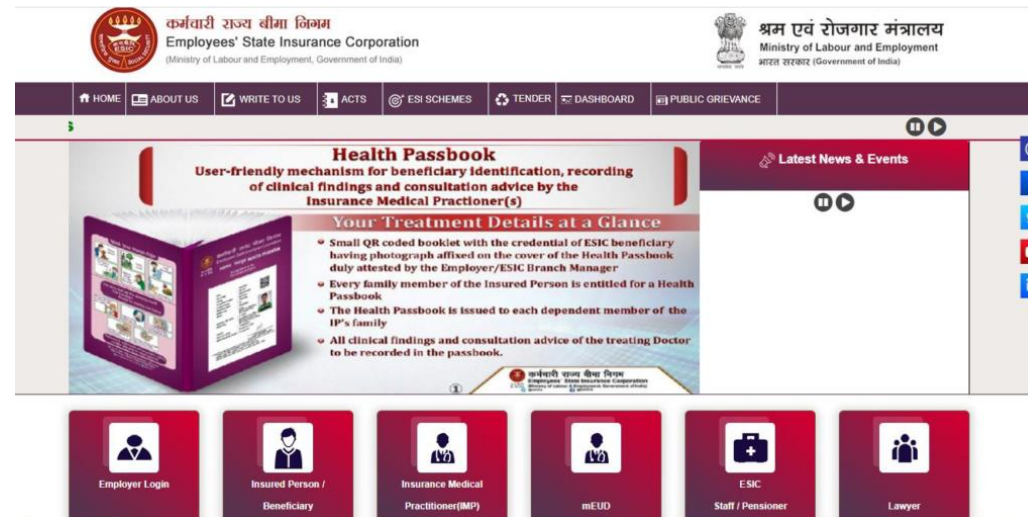 कर्मचारी राज्य बीमा निगम
Employees' State Insurance Corporation
(Ministry of Labour and Employment, Government of India)
श्रम एवं रोजगार मंत्रालय
Ministry of Labour and Employment
भारत सरकार (Government of India)
HOME ABOUT US WRITE TO US ACTS ESI SCHEMES TENDER DASHBOARD PUBLIC GRIEVANCE
Health Passbook
User-friendly mechanism for beneficiary identification, recording
of clinical findings and consultation advice by the
Insurance Medical Practioner(s)
Your Treatment Details at a Glance
Small QR coded booklet with the credential of ESIC beneficiary
having photograph affixed on the cover of the Health Passbook
duly attested by the Employer/ESIC Branch Manager
Every family member of the Insured Person is entitled for a Health
Passbook
The Health Passbook is issued to each dependent member of the
IP's family
All clinical findings and consultation advice of the treating Doctor
to be recorded in the passbook.
कर्मचारी राज्य बीमा निगम
Employees' State Insurance Corporation
1
Latest News & Events
Employer Login
Insured Person /
Beneficiary
Insurance Medical
Practitioner(IMP)
mEUD
ESIC
Staff / Pensioner
Lawyer